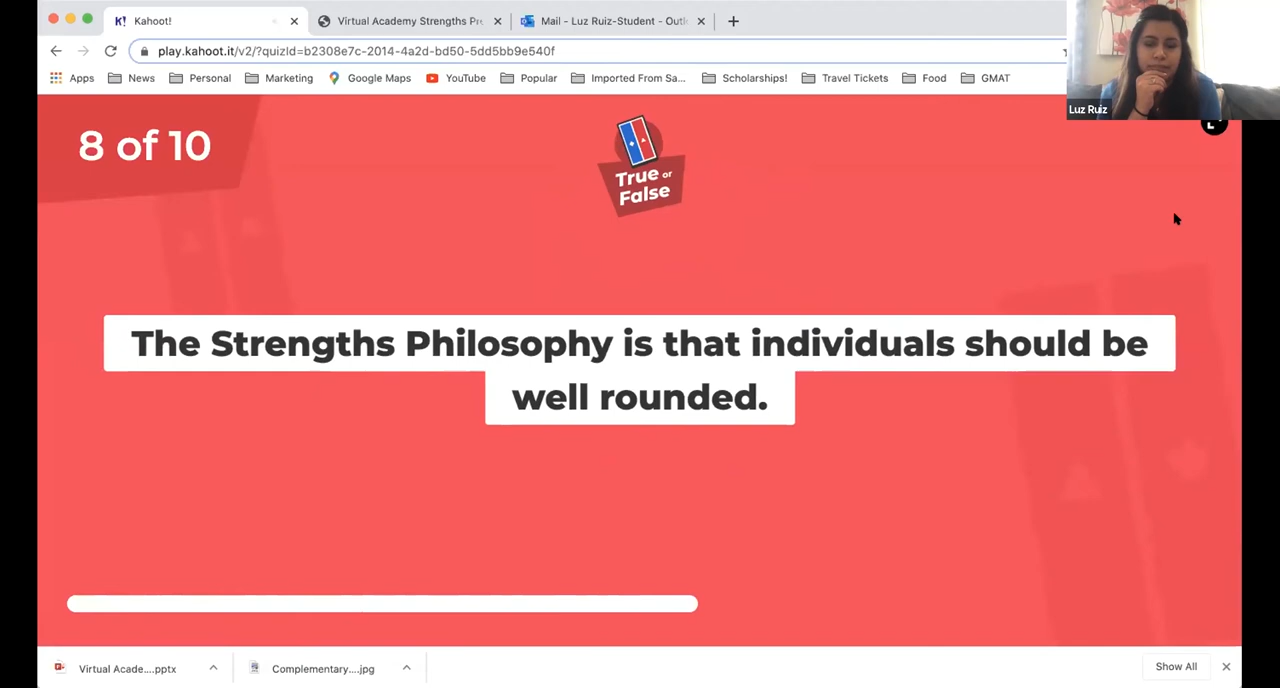 Kahoot!
Virtual Academy Strengths Pr
Mail - Luz Ruiz-Student - Outl
play.kahoot.it/v2/?quizId=b2308e7c-2014-4a2d-bd50-5dd5bb9e540f
Apps News Personal Marketing Google Maps YouTube Popular Imported From Sa... Scholarships! Travel Tickets Food GMAT
Luz Ruiz
8 of 10
True or
False
The Strengths Philosophy is that individuals should be
well rounded.
Virtual Acade....pptx
Complementary....jpg
Show All